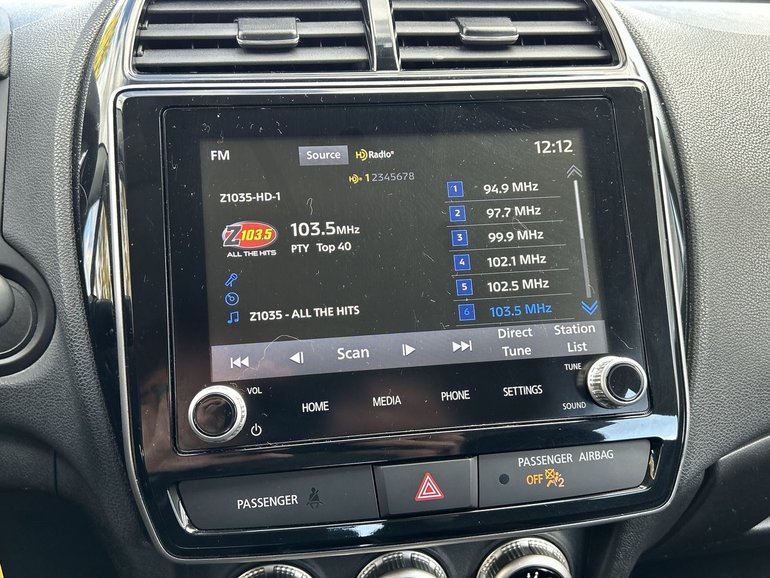 FM Source HD Radio 12:12
HD 12345678
Z1035-HD-1
Z103.5
ALL THE HITS
103.5MHz
PTY Top 40
Z1035 - ALL THE HITS
1 94.9 MHz
2 97.7 MHz
3 99.9 MHz
4 102.1 MHz
5 102.5 MHz
6 103.5 MHz
Scan
Direct
Tune
Station
List
VOL
HOME
MEDIA
PHONE
SETTINGS
TUNE
SOUND
PASSENGER
PASSENGER AIRBAG
OFF 2